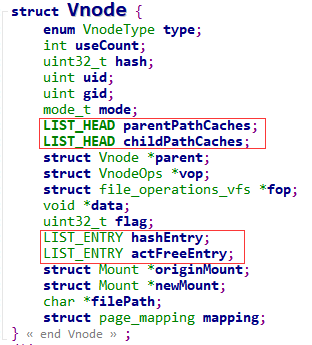 struct Vnode {
enum VnodeType type;
int useCount;
uint32_t hash;
uint uid;
uint gid;
mode_t mode;
LIST_HEAD parentPathCaches;
LIST_HEAD childPathCaches;
struct Vnode *parent;
struct VnodeOps *vop;
struct file_operations_vfs *fop;
void *data;
uint32_t flag;
LIST_ENTRY hashEntry;
LIST_ENTRY actFreeEntry;
struct Mount *originMount;
struct Mount *newMount;
char *filePath;
struct page_mapping mapping;
} « end Vnode » ;